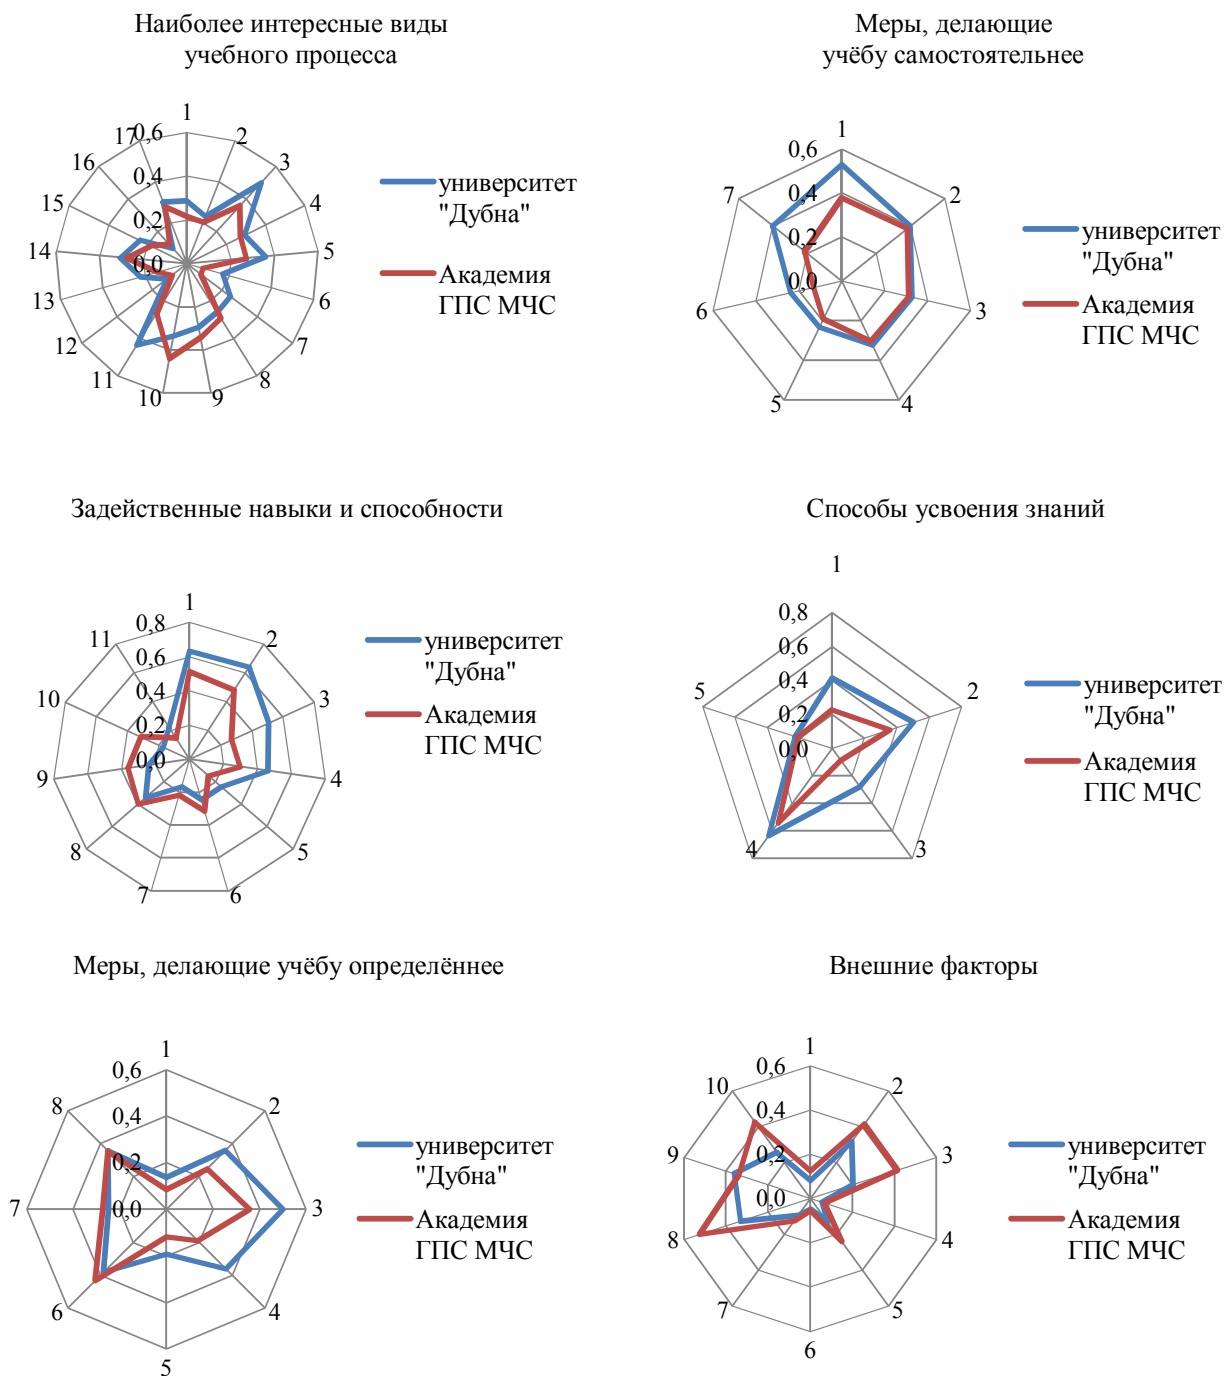 Наиболее интересные виды
учебного процесса
1
2
3
4
5
6
7
8
9
10
11
12
13
14
15
16
17
0,6
0,4
0,2
0,0
университет
"Дубна"
Академия
ГПС МЧС
Меры, делающие
учёбу самостоятельнее
1
2
3
4
5
6
7
0,6
0,4
0,2
0,0
университет
"Дубна"
Академия
ГПС МЧС
Задейственные навыки и способности
1
2
3
4
5
6
7
8
9
10
11
0,8
0,6
0,4
0,2
0,0
университет
"Дубна"
Академия
ГПС МЧС
Способы усвоения знаний
1
2
3
4
5
0,8
0,6
0,4
0,2
0,0
университет
"Дубна"
Академия
ГПС МЧС
Меры, делающие учёбу определённее
1
2
3
4
5
6
7
8
0,6
0,4
0,2
0,0
университет
"Дубна"
Академия
ГПС МЧС
Внешние факторы
1
2
3
4
5
6
7
8
9
10
0,6
0,4
0,2
0,0
университет
"Дубна"
Академия
ГПС МЧС